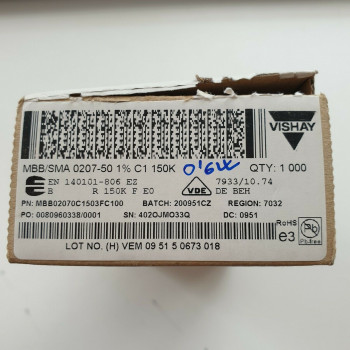 VISHAY
MBB/SMA 0207-50 1% C1 150K
QTY: 1 000
EN 140101-806 EZ
B R 150K F E0
VDE
7933/10.74
DE BEH
PN: MBB02070C1503FC100 BATCH: 200951CZ REGION: 7032
PO: 0080960338/0001 SN: 402OJMO33Q DC: 0951
RoHS
e3
Pb
LOT NO. (H) VEM 09 51 5 0673 018